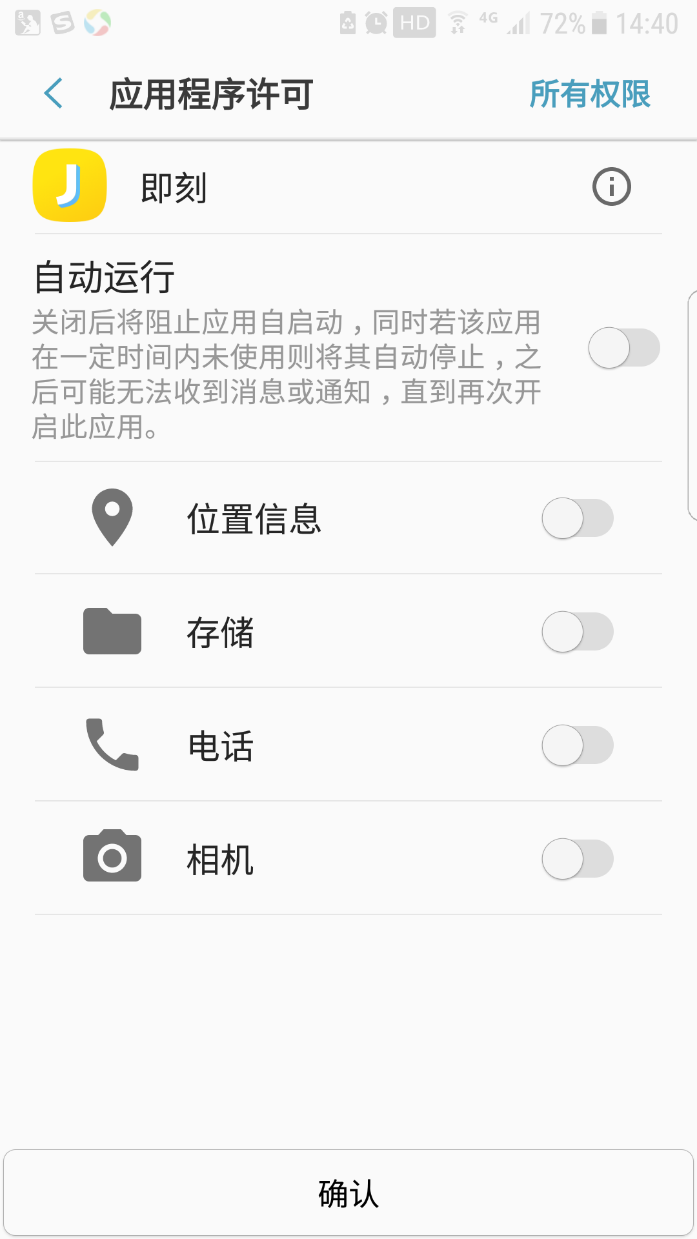 HD 4G 72% 14:40
应用程序许可 所有权限
即刻
自动运行
关闭后将阻止应用自启动，同时若该应用
在一定时间内未使用则将其自动停止，之
后可能无法收到消息或通知，直到再次开
启此应用。
位置信息
存储
电话
相机
确认